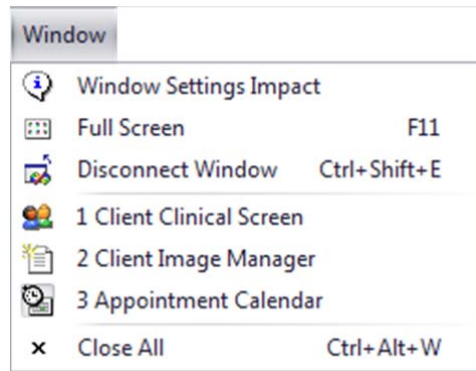 Window
Window Settings Impact
Full Screen F11
Disconnect Window Ctrl+Shift+E
1 Client Clinical Screen
2 Client Image Manager
3 Appointment Calendar
Close All Ctrl+Alt+W